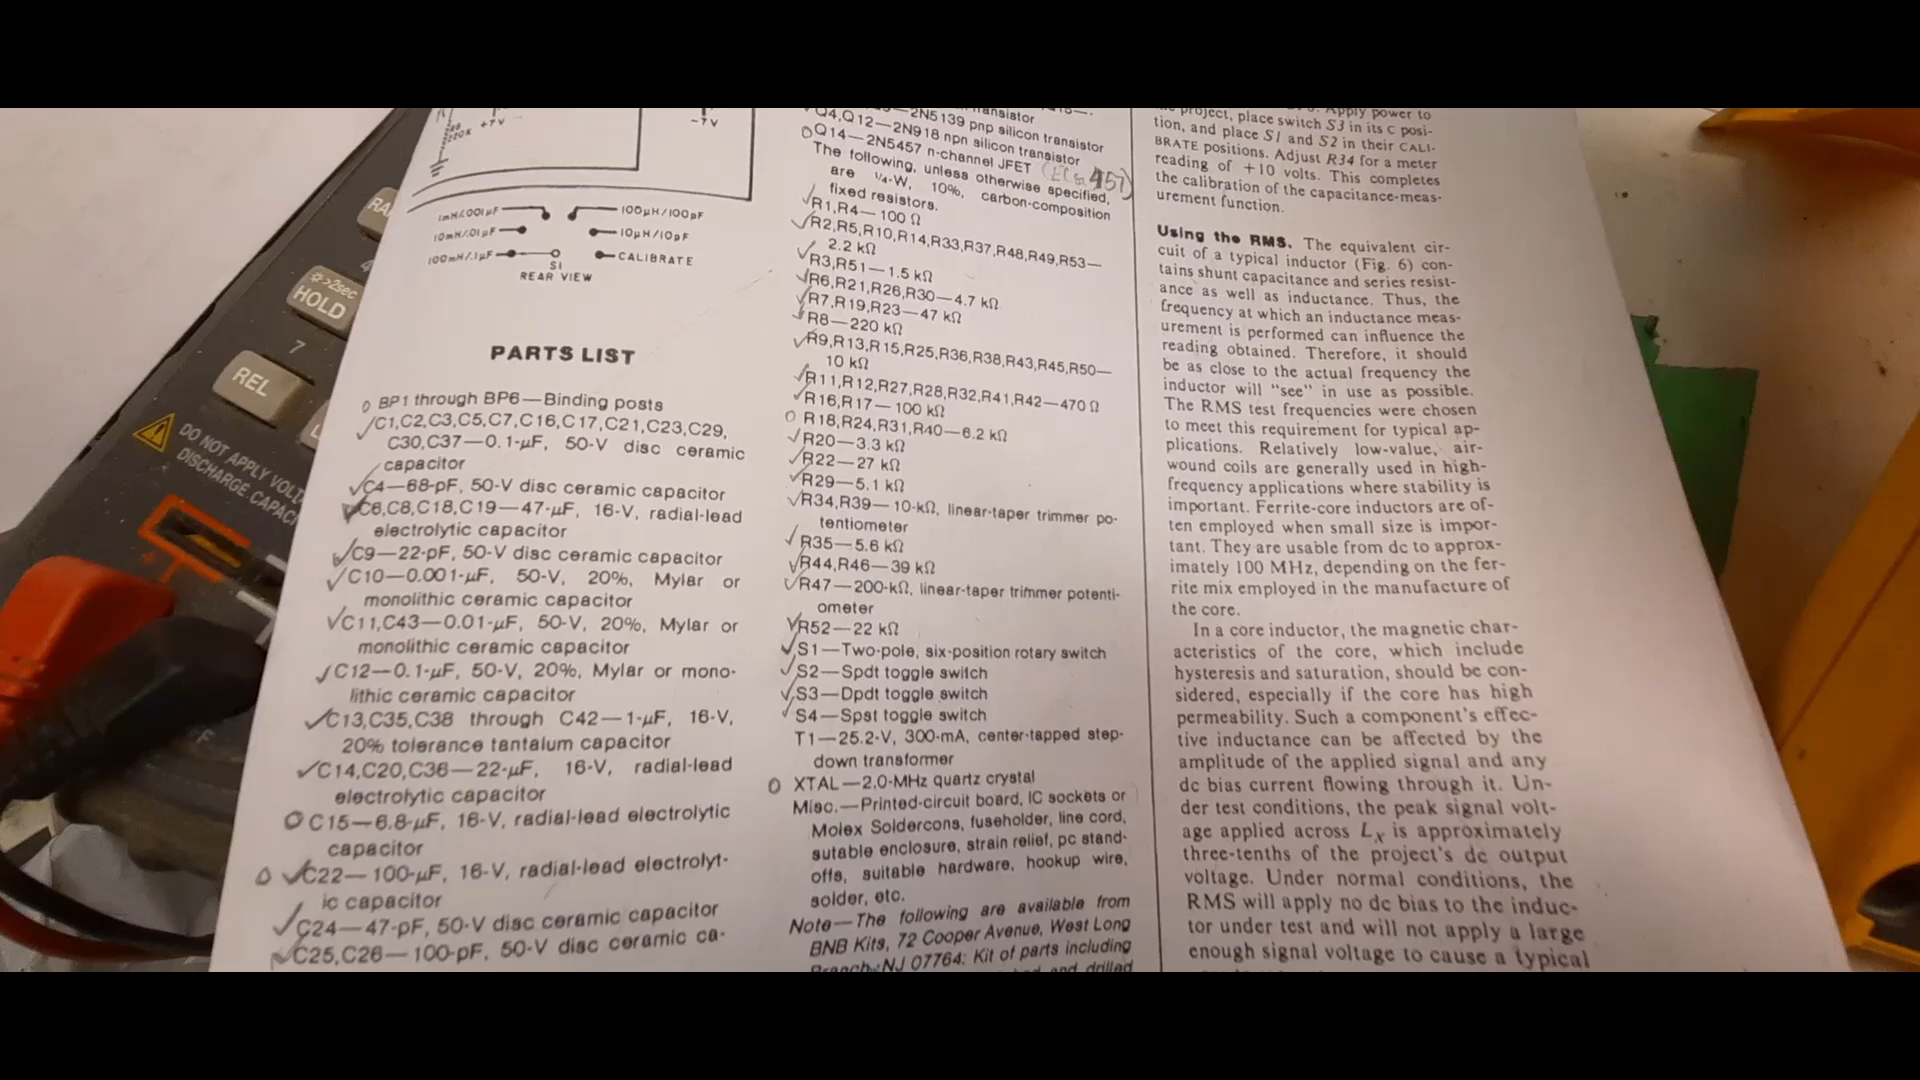 +7V
220K
-7V
1mH/.001µF
100µH/100pF
10mH/.01µF
10µH/10pF
100mH/.1µF
CALIBRATE
S1
REAR VIEW
PARTS LIST
BP1 through BP6—Binding posts
C1,C2,C3,C5,C7,C16,C17,C21,C23,C29,
C30,C37—0.1-µF, 50-V disc ceramic
capacitor
C4—68-pF, 50-V disc ceramic capacitor
C6,C8,C18,C19—47-µF, 16-V, radial-lead
electrolytic capacitor
C9—22-pF, 50-V disc ceramic capacitor
C10—0.001-µF, 50-V, 20%, Mylar or
monolithic ceramic capacitor
C11,C43—0.01-µF, 50-V, 20%, Mylar or
monolithic ceramic capacitor
C12—0.1-µF, 50-V, 20%, Mylar or mono-
lithic ceramic capacitor
C13,C35,C38 through C42—1-µF, 16-V,
20% tolerance tantalum capacitor
C14,C20,C36—22-µF, 16-V, radial-lead
electrolytic capacitor
C15—6.8-µF, 16-V, radial-lead electrolytic
capacitor
C22—100-µF, 16-V, radial-lead electrolyt-
ic capacitor
C24—47-pF, 50-V disc ceramic capacitor
C25,C26—100-pF, 50-V disc ceramic ca-
transistor
2N5139 pnp silicon transistor
Q4,Q12—2N918 npn silicon transistor
Q14—2N5457 n-channel JFET
457)
The following, unless otherwise specified,
are ¼-W, 10%, carbon-composition
fixed resistors.
R1,R4—100 Ω
R2,R5,R10,R14,R33,R37,R48,R49,R53—
2.2 kΩ
R3,R51—1.5 kΩ
R6,R21,R26,R30—4.7 kΩ
R7,R19,R23—47 kΩ
R8—220 kΩ
R9,R13,R15,R25,R36,R38,R43,R45,R50—
10 kΩ
R11,R12,R27,R28,R32,R41,R42—470 Ω
R16,R17—100 kΩ
R18,R24,R31,R40—6.2 kΩ
R20—3.3 kΩ
R22—27 kΩ
R29—5.1 kΩ
R34,R39—10-kΩ, linear-taper trimmer po-
tentiometer
R35—5.6 kΩ
R44,R46—39 kΩ
R47—200-kΩ, linear-taper trimmer potenti-
ometer
R52—22 kΩ
S1—Two-pole, six-position rotary switch
S2—Spdt toggle switch
S3—Dpdt toggle switch
S4—Spst toggle switch
T1—25.2-V, 300-mA, center-tapped step-
down transformer
XTAL—2.0-MHz quartz crystal
Misc.—Printed-circuit board, IC sockets or
Molex Soldercons, fuseholder, line cord,
sutable enclosure, strain relief, pc stand-
offs, suitable hardware, hookup wire,
solder, etc.
Note—The following are available from
BNB Kits, 72 Cooper Avenue, West Long
Branch, NJ 07764: Kit of parts including
and drilled
Apply power to
the project, place switch S3 in its C posi-
tion, and place S1 and S2 in their CALI-
BRATE positions. Adjust R34 for a meter
reading of +10 volts. This completes
the calibration of the capacitance-meas-
urement function.
Using the RMS. The equivalent cir-
cuit of a typical inductor (Fig. 6) con-
tains shunt capacitance and series resist-
ance as well as inductance. Thus, the
frequency at which an inductance meas-
urement is performed can influence the
reading obtained. Therefore, it should
be as close to the actual frequency the
inductor will "see" in use as possible.
The RMS test frequencies were chosen
to meet this requirement for typical ap-
plications. Relatively low-value, air-
wound coils are generally used in high-
frequency applications where stability is
important. Ferrite-core inductors are of-
ten employed when small size is impor-
tant. They are usable from dc to approx-
imately 100 MHz, depending on the fer-
rite mix employed in the manufacture of
the core.
In a core inductor, the magnetic char-
acteristics of the core, which include
hysteresis and saturation, should be con-
sidered, especially if the core has high
permeability. Such a component's effec-
tive inductance can be affected by the
amplitude of the applied signal and any
dc bias current flowing through it. Un-
der test conditions, the peak signal volt-
age applied across Lx is approximately
three-tenths of the project's dc output
voltage. Under normal conditions, the
RMS will apply no dc bias to the induc-
tor under test and will not apply a large
enough signal voltage to cause a typical
RA
>2sec
HOLD
7
REL
DO NOT APPLY VOLTA
DISCHARGE CAPACI